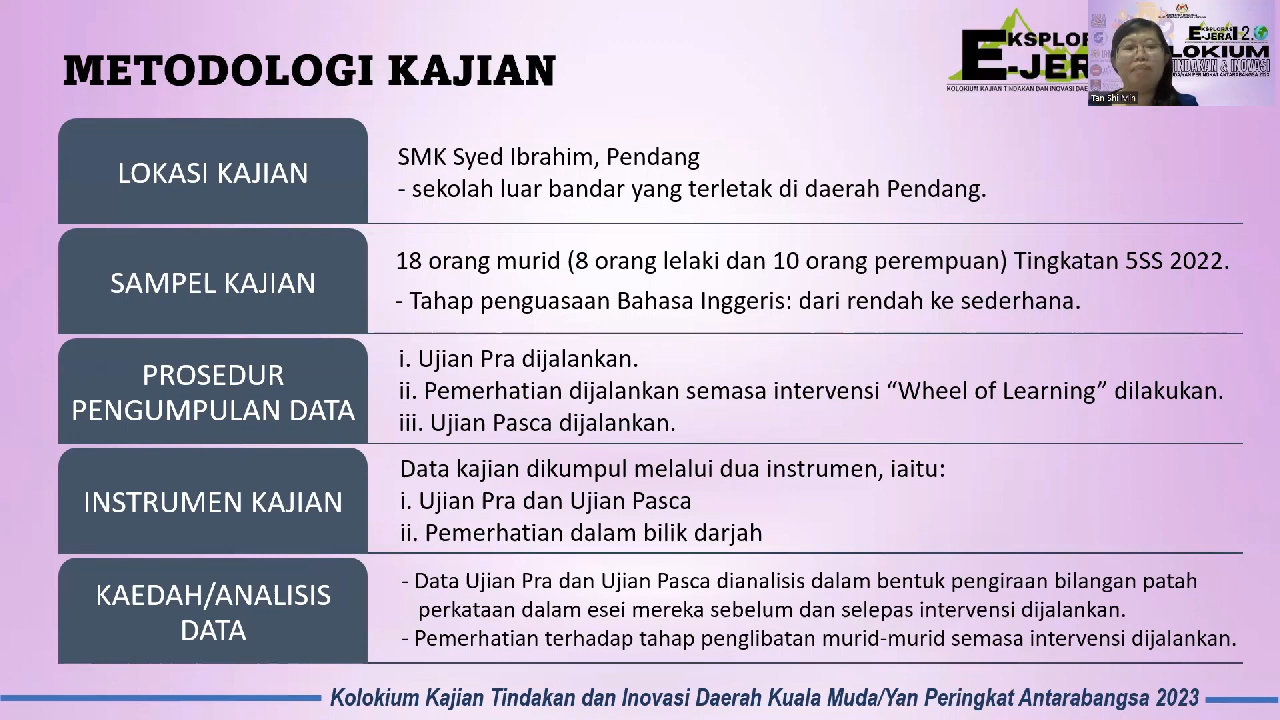 METODOLOGI KAJIAN
EKSPLOR
E-JERA
KOLOKIUM KAJIAN TINDAKAN DAN INOVASI DAE
Tan Shi Min
LOKASI KAJIAN
SMK Syed Ibrahim, Pendang
- sekolah luar bandar yang terletak di daerah Pendang.
SAMPEL KAJIAN
18 orang murid (8 orang lelaki dan 10 orang perempuan) Tingkatan 5SS 2022.
- Tahap penguasaan Bahasa Inggeris: dari rendah ke sederhana.
PROSEDUR
PENGUMPULAN DATA
i. Ujian Pra dijalankan.
ii. Pemerhatian dijalankan semasa intervensi “Wheel of Learning” dilakukan.
iii. Ujian Pasca dijalankan.
INSTRUMEN KAJIAN
Data kajian dikumpul melalui dua instrumen, iaitu:
i. Ujian Pra dan Ujian Pasca
ii. Pemerhatian dalam bilik darjah
KAEDAH/ANALISIS
DATA
- Data Ujian Pra dan Ujian Pasca dianalisis dalam bentuk pengiraan bilangan patah
perkataan dalam esei mereka sebelum dan selepas intervensi dijalankan.
- Pemerhatian terhadap tahap penglibatan murid-murid semasa intervensi dijalankan.
Kolokium Kajian Tindakan dan Inovasi Daerah Kuala Muda/Yan Peringkat Antarabangsa 2023